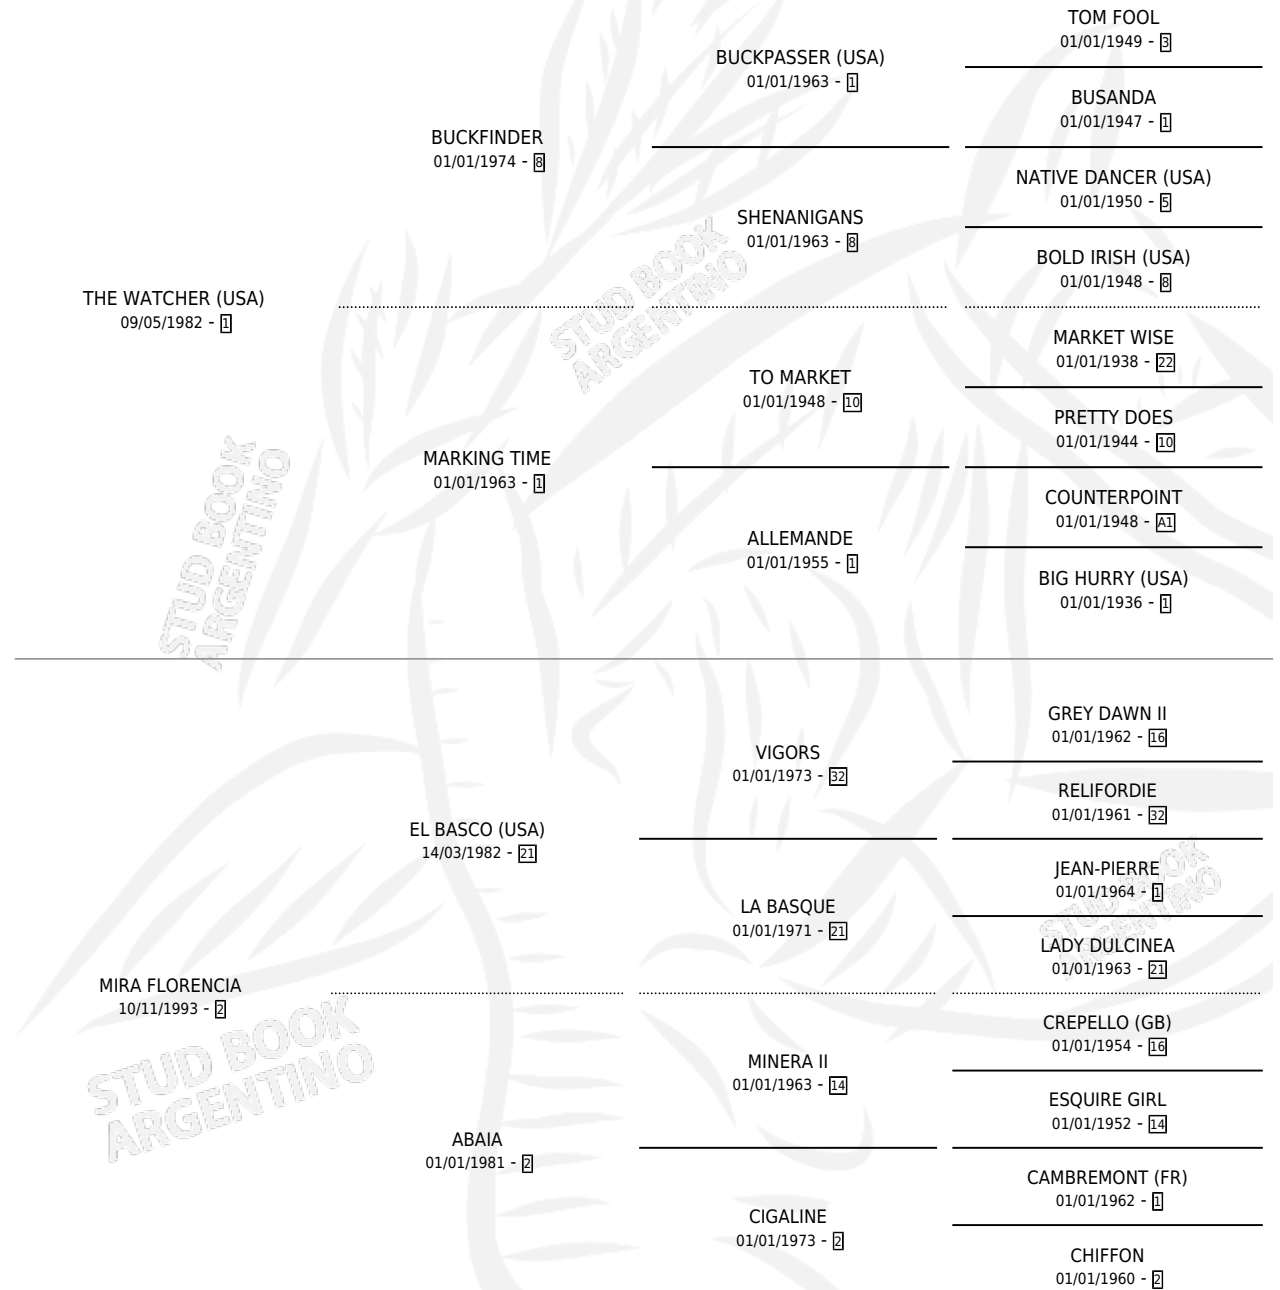 TOM FOOL
01/01/1949 - 3
BUCKPASSER (USA)
01/01/1963 - 1
BUSANDA
01/01/1947 - 1
BUCKFINDER
01/01/1974 - 8
NATIVE DANCER (USA)
01/01/1950 - 5
SHENANIGANS
01/01/1963 - 8
BOLD IRISH (USA)
01/01/1948 - 8
THE WATCHER (USA)
09/05/1982 - 1
MARKET WISE
01/01/1938 - 22
TO MARKET
01/01/1948 - 10
PRETTY DOES
01/01/1944 - 10
MARKING TIME
01/01/1963 - 1
COUNTERPOINT
01/01/1948 - A1
ALLEMANDE
01/01/1955 - 1
BIG HURRY (USA)
01/01/1936 - 1
STUD BOOK
ARGENTINO
STUD BOOK
ARGENTINO
GREY DAWN II
01/01/1962 - 16
VIGORS
01/01/1973 - 32
RELIFORDIE
01/01/1961 - 32
EL BASCO (USA)
14/03/1982 - 21
JEAN-PIERRE
01/01/1964 - 1
LA BASQUE
01/01/1971 - 21
LADY DULCINEA
01/01/1963 - 21
STUD BOOK
ARGENTINO
MIRA FLORENCIA
10/11/1993 - 2
CREPELLO (GB)
01/01/1954 - 16
MINERA II
01/01/1963 - 14
ESQUIRE GIRL
01/01/1952 - 14
STUD BOOK
ARGENTINO
ABAIA
01/01/1981 - 2
CAMBREMONT (FR)
01/01/1962 - 1
CIGALINE
01/01/1973 - 2
CHIFFON
01/01/1960 - 2